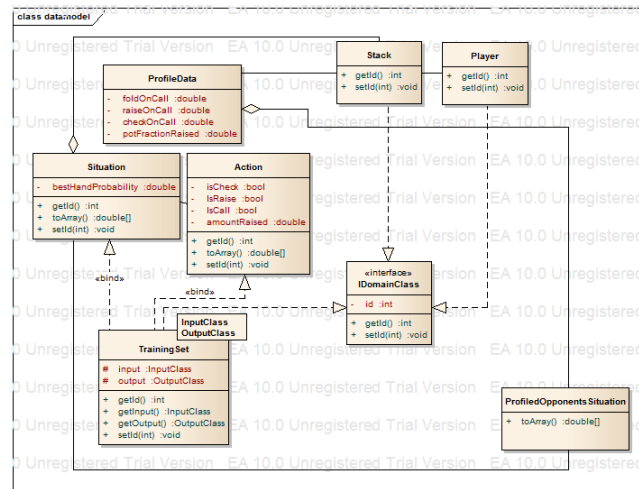 class data:model
Stack
+ getId() :int
+ setId(int) :void
Player
+ getId() :int
+ setId(int) :void
ProfileData
- foldOnCall :double
- raiseOnCall :double
- checkOnCall :double
- potFractionRaised :double
Situation
- bestHandProbability :double
+ getId() :int
+ toArray() :double[]
+ setId(int) :void
Action
- isCheck :bool
- IsRaise :bool
- IsCall :bool
- amountRaised :double
+ getId() :int
+ toArray() :double[]
+ setId(int) :void
«bind»
«bind»
«interface»
IDomainClass
- id :int
+ getId() :int
+ setId(int) :void
InputClass
OutputClass
TrainingSet
# input :InputClass
# output :OutputClass
+ getId() :int
+ getInput() :InputClass
+ getOutput() :OutputClass
+ setId(int) :void
ProfiledOpponentsSituation
+ toArray() :double[]
EA 10.0 Unregistered Trial Version